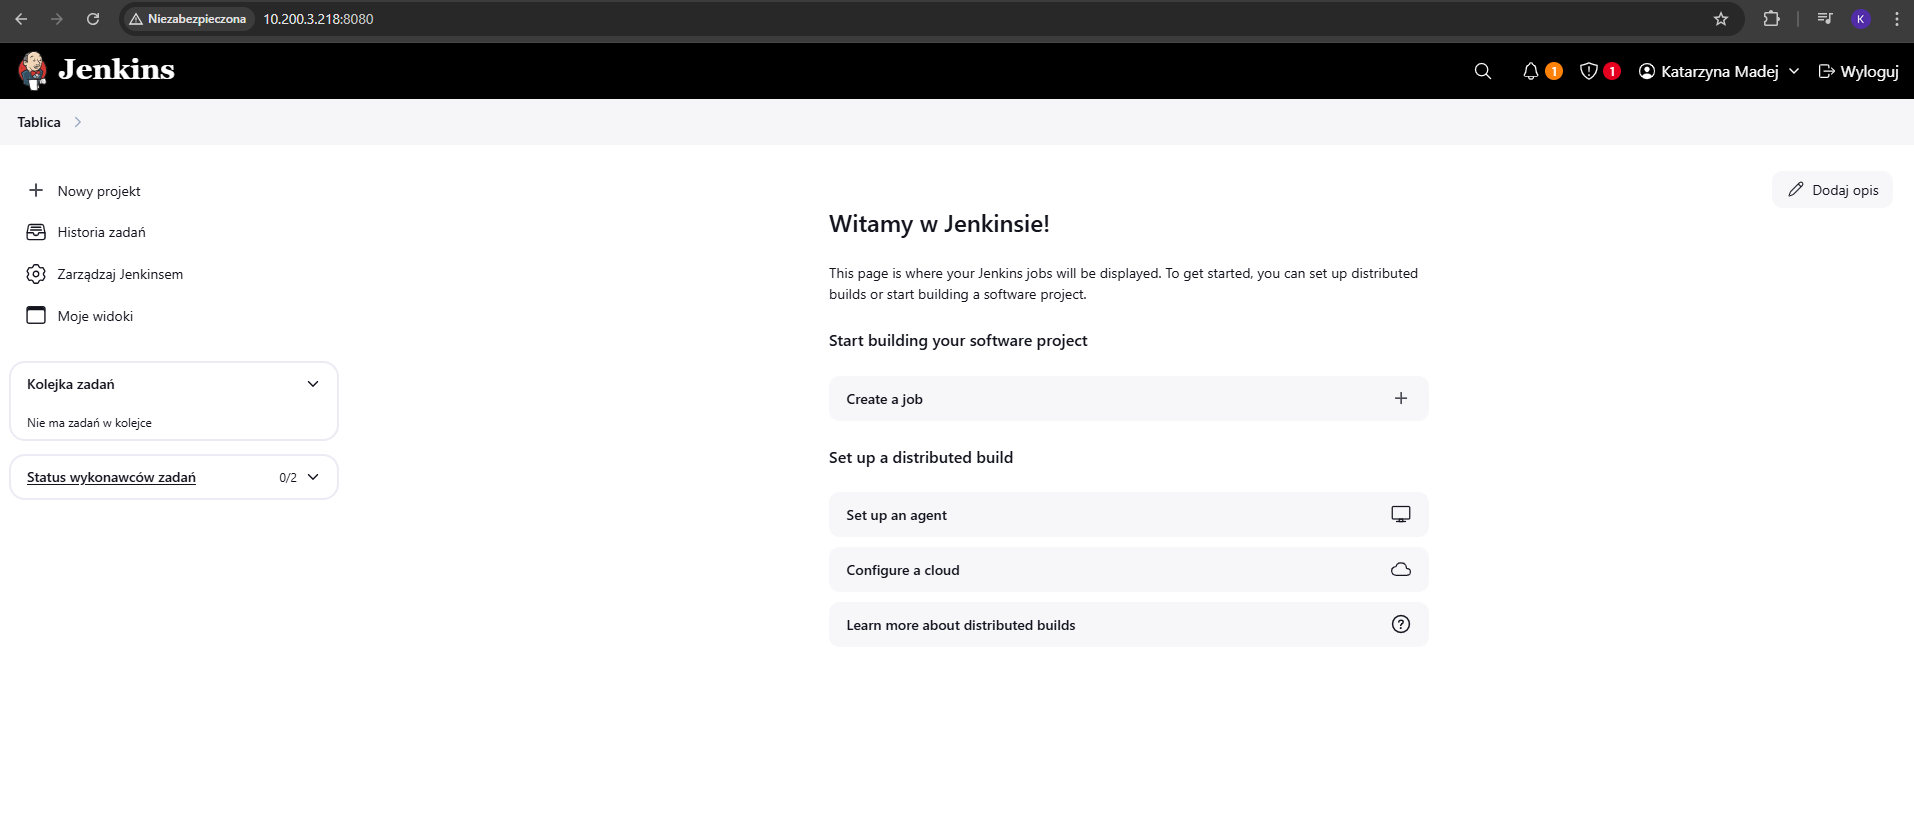 Niezabezpieczona 10.200.3.218:8080 K
Jenkins 1 1 Katarzyna Madej Wyloguj
Tablica
Nowy projekt
Historia zadań
Zarządzaj Jenkinsem
Moje widoki
Kolejka zadań
Nie ma zadań w kolejce
Status wykonawców zadań 0/2
Dodaj opis
Witamy w Jenkinsie!
This page is where your Jenkins jobs will be displayed. To get started, you can set up distributed
builds or start building a software project.
Start building your software project
Create a job
Set up a distributed build
Set up an agent
Configure a cloud
Learn more about distributed builds